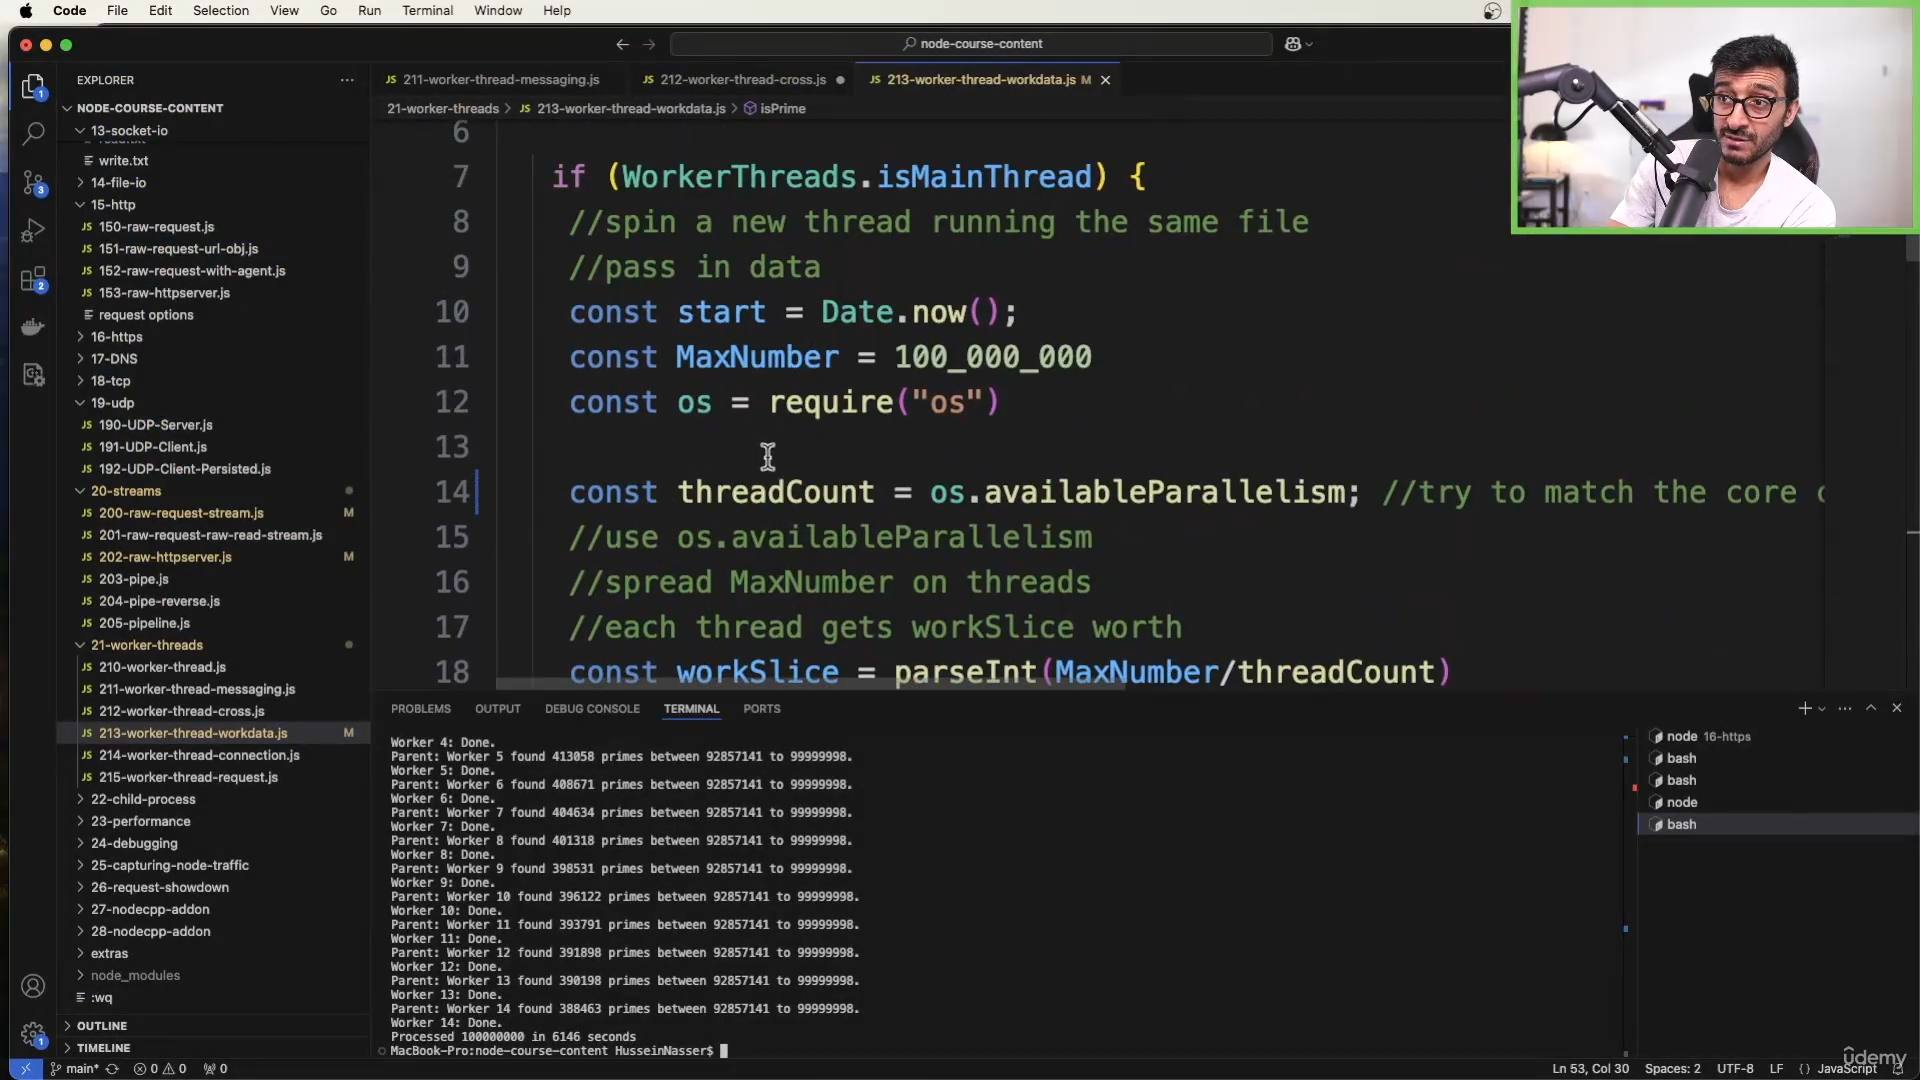 Code File Edit Selection View Go Run Terminal Window Help
node-course-content
EXPLORER
NODE-COURSE-CONTENT
13-socket-io
write.txt
14-file-io
15-http
150-raw-request.js
151-raw-request-url-obj.js
152-raw-request-with-agent.js
153-raw-httpserver.js
request options
16-https
17-DNS
18-tcp
19-udp
190-UDP-Server.js
191-UDP-Client.js
192-UDP-Client-Persisted.js
20-streams
200-raw-request-stream.js M
201-raw-request-raw-read-stream.js
202-raw-httpserver.js M
203-pipe.js
204-pipe-reverse.js
205-pipeline.js
21-worker-threads
210-worker-thread.js
211-worker-thread-messaging.js
212-worker-thread-cross.js
213-worker-thread-workdata.js M
214-worker-thread-connection.js
215-worker-thread-request.js
22-child-process
23-performance
24-debugging
25-capturing-node-traffic
26-request-showdown
27-nodecpp-addon
28-nodecpp-addon
extras
node_modules
:wq
OUTLINE
TIMELINE
211-worker-thread-messaging.js 212-worker-thread-cross.js 213-worker-thread-workdata.js M
21-worker-threads > 213-worker-thread-workdata.js > isPrime
6
7 if (WorkerThreads.isMainThread) {
8 //spin a new thread running the same file
9 //pass in data
10 const start = Date.now();
11 const MaxNumber = 100_000_000
12 const os = require("os")
13
14 const threadCount = os.availableParallelism; //try to match the core
15 //use os.availableParallelism
16 //spread MaxNumber on threads
17 //each thread gets workSlice worth
18 const workSlice = parseInt(MaxNumber/threadCount)
PROBLEMS OUTPUT DEBUG CONSOLE TERMINAL PORTS
Worker 4: Done.
Parent: Worker 5 found 413058 primes between 92857141 to 99999998.
Worker 5: Done.
Parent: Worker 6 found 408671 primes between 92857141 to 99999998.
Worker 6: Done.
Parent: Worker 7 found 404634 primes between 92857141 to 99999998.
Worker 7: Done.
Parent: Worker 8 found 401318 primes between 92857141 to 99999998.
Worker 8: Done.
Parent: Worker 9 found 398531 primes between 92857141 to 99999998.
Worker 9: Done.
Parent: Worker 10 found 396122 primes between 92857141 to 99999998.
Worker 10: Done.
Parent: Worker 11 found 393791 primes between 92857141 to 99999998.
Worker 11: Done.
Parent: Worker 12 found 391898 primes between 92857141 to 99999998.
Worker 12: Done.
Parent: Worker 13 found 390198 primes between 92857141 to 99999998.
Worker 13: Done.
Parent: Worker 14 found 388463 primes between 92857141 to 99999998.
Worker 14: Done.
Processed 100000000 in 6146 seconds
MacBook-Pro:node-course-content HusseinNasser$
node 16-https
bash
bash
node
bash
main* 0 0 0
Ln 53, Col 30 Spaces: 2 UTF-8 LF {} JavaScript
udemy